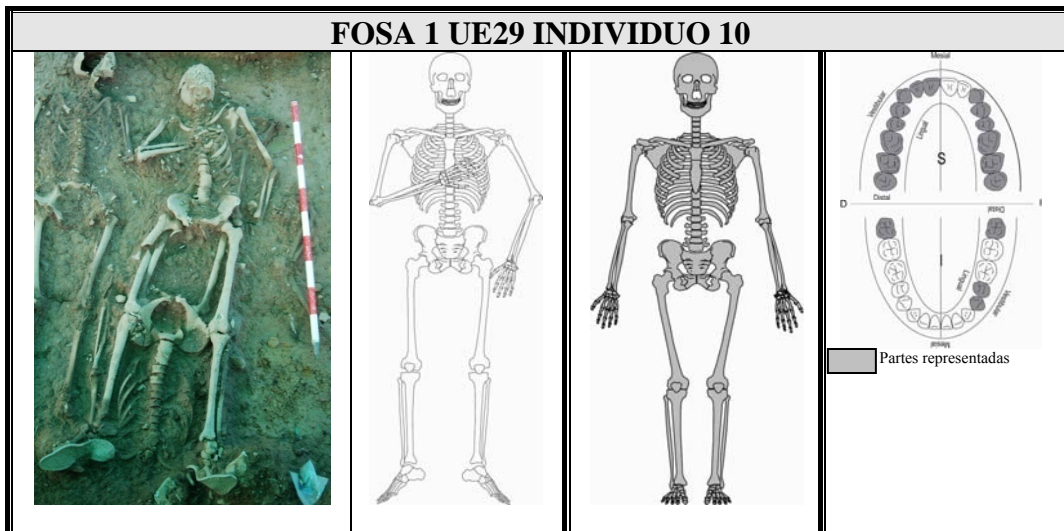 FOSA 1 UE29 INDIVIDUO 10
Mesial
Vestibular
Lingual
S
Distal
D
I
Distal
I
Lingual
Vestibular
Mesial
Partes representadas